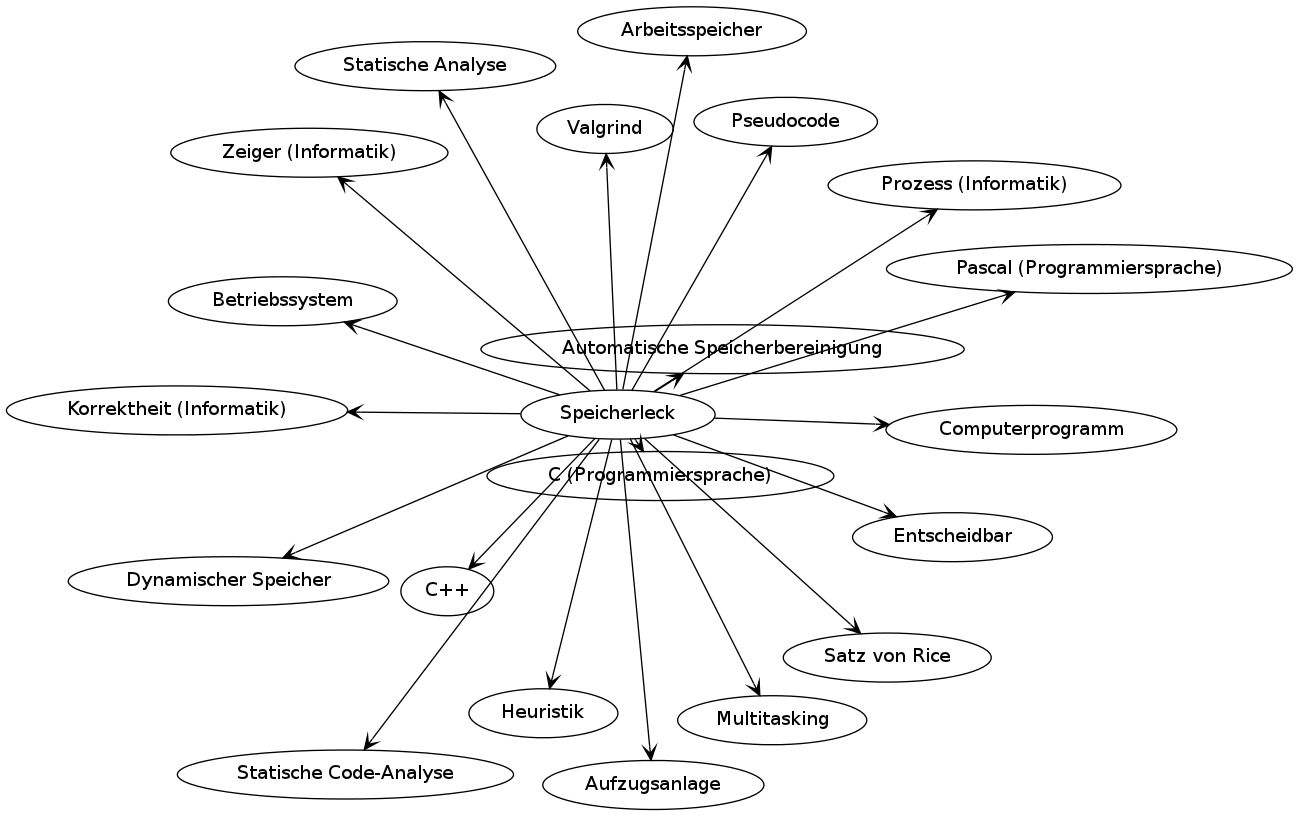 Arbeitsspeicher
Statische Analyse
Valgrind
Pseudocode
Zeiger (Informatik)
Prozess (Informatik)
Pascal (Programmiersprache)
Betriebssystem
Automatische Speicherbereinigung
Korrektheit (Informatik)
Speicherleck
Computerprogramm
C (Programmiersprache)
Entscheidbar
Dynamischer Speicher
C++
Satz von Rice
Heuristik
Multitasking
Statische Code-Analyse
Aufzugsanlage